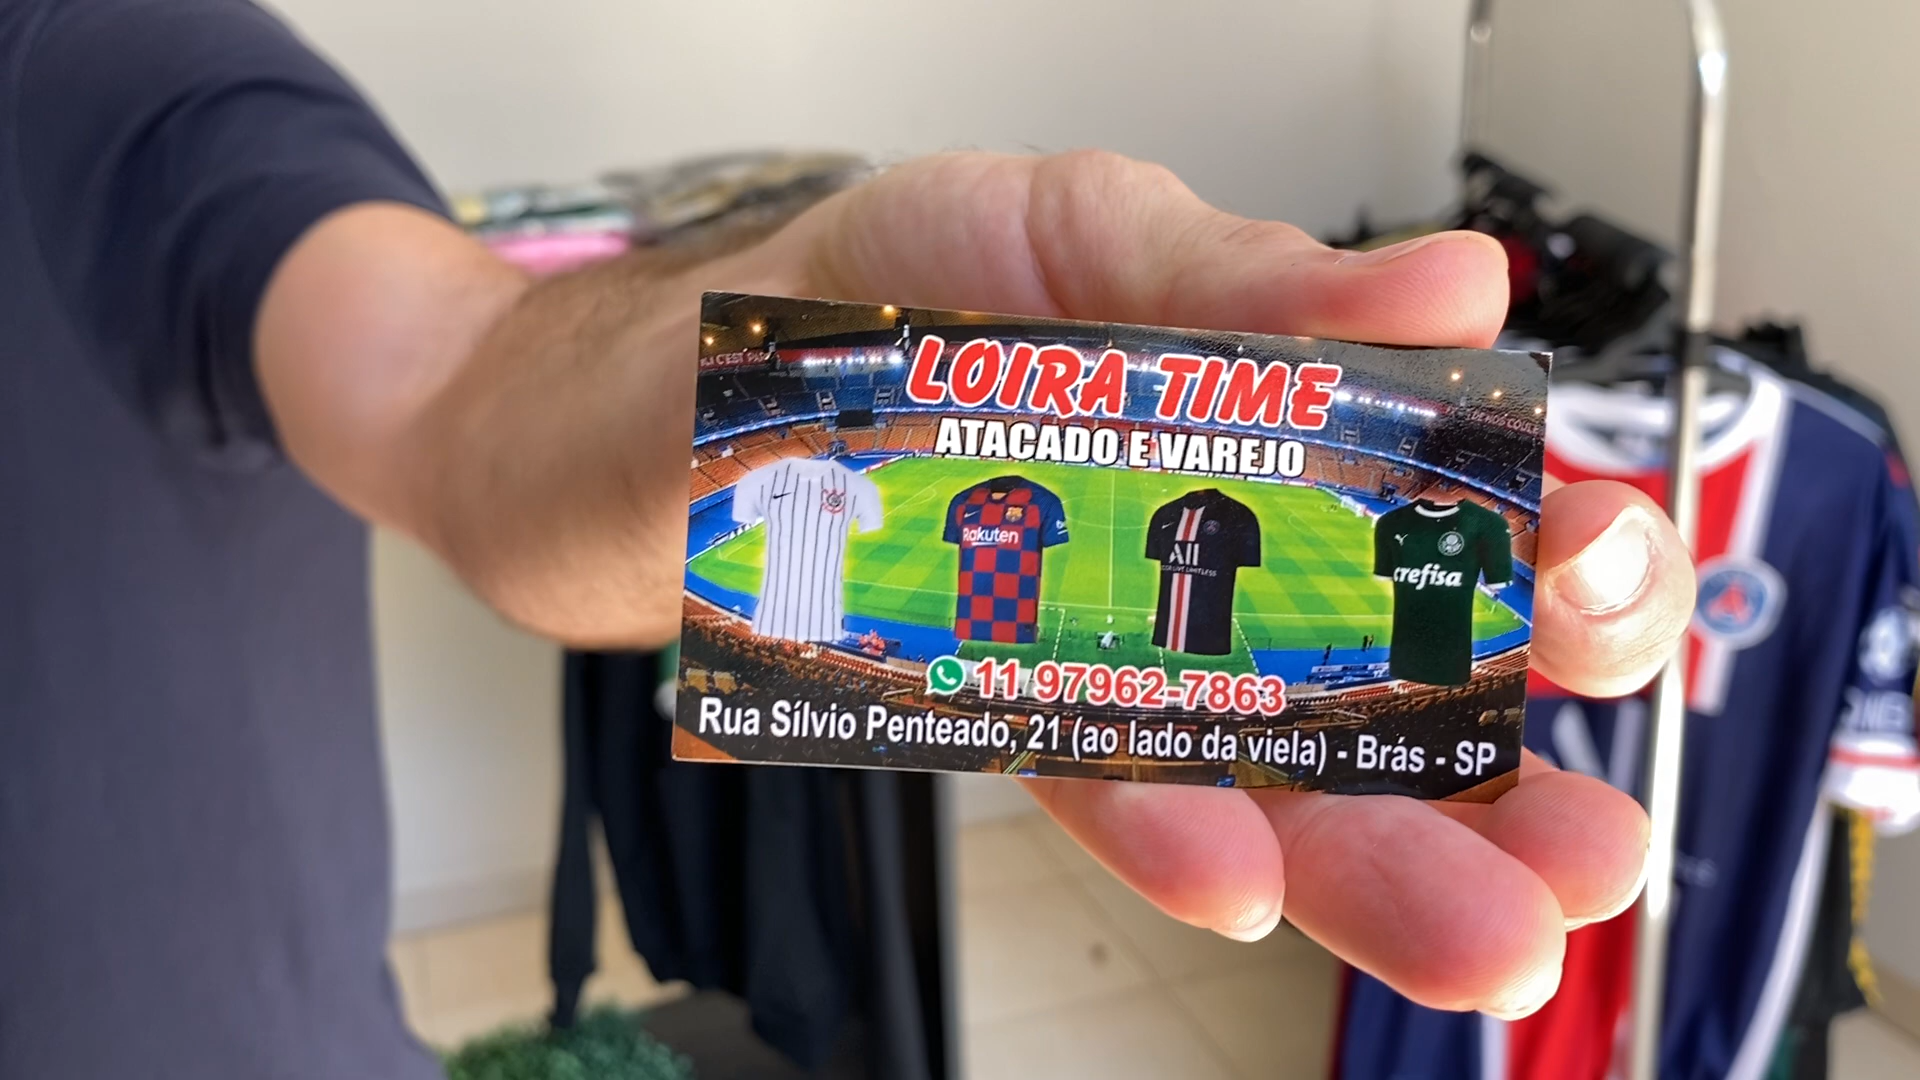 LOIRA TIME
ATACADO E VAREJO
Rakuten
All
crefisa
11 97962-7863
Rua Sílvio Penteado, 21 (ao lado da viela) - Brás - SP